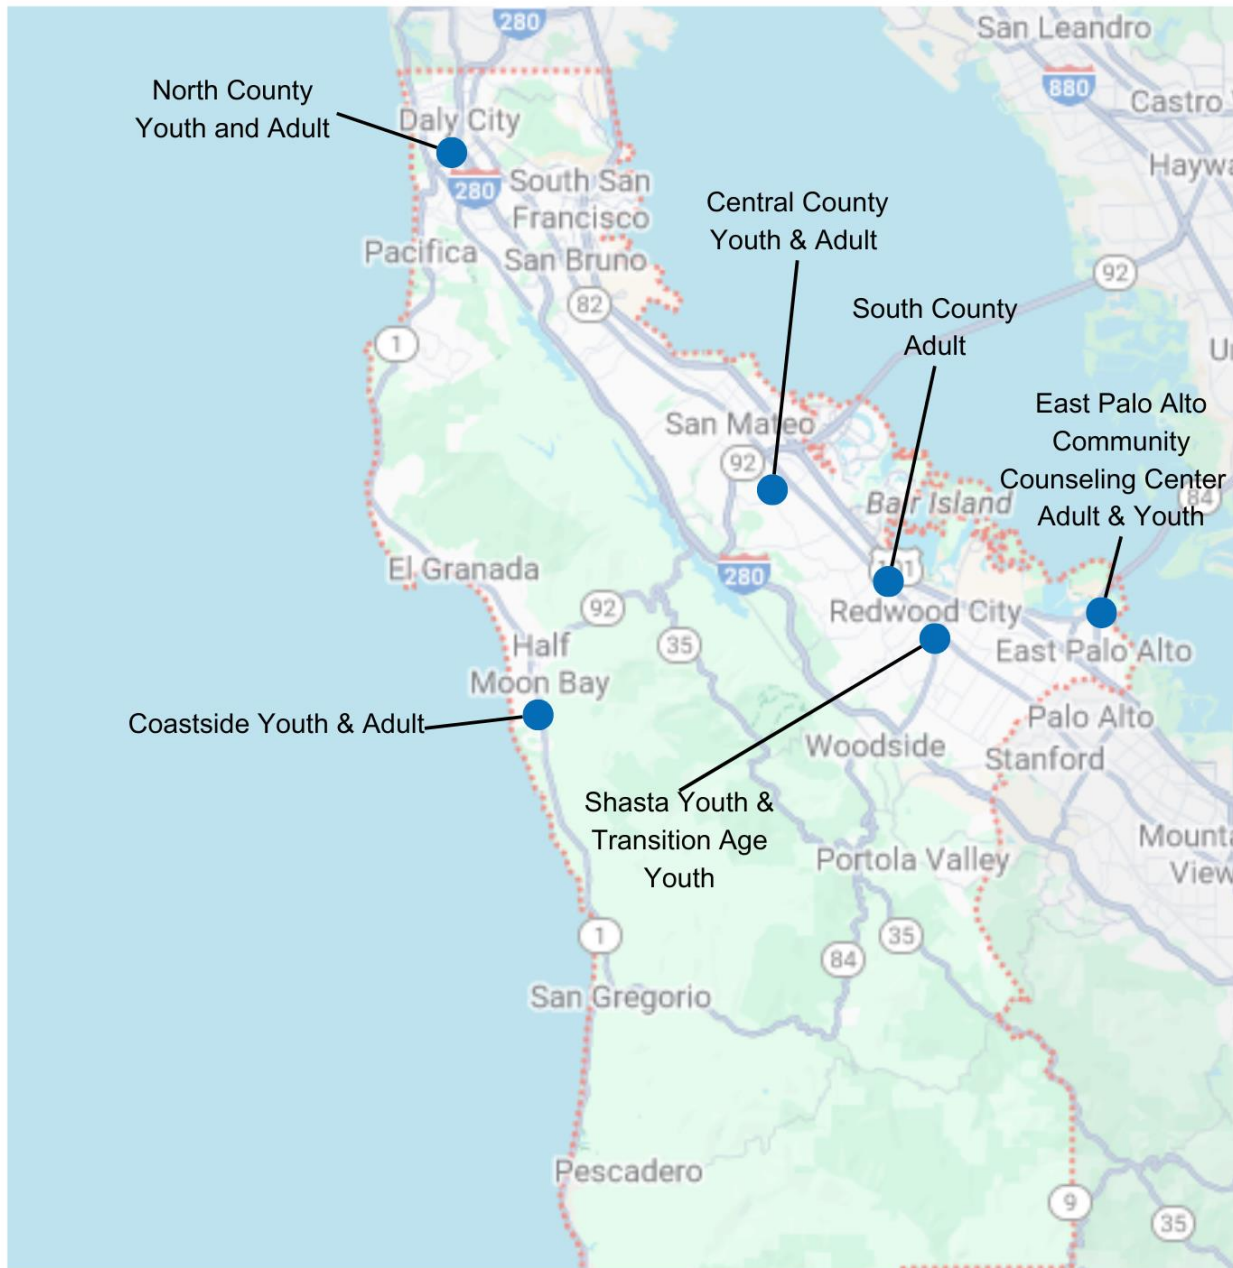 280
San Leandro
880
Castro
North County
Youth and Adult
Daly City
280
South San
Francisco
Central County
Youth & Adult
Pacifica
San Bruno
92
82
South County
Adult
1
San Mateo
East Palo Alto
Community
Counseling Center
Adult & Youth
92
Bair Island
84
El Granada
280
101
92
Redwood City
35
Half
Moon Bay
East Palo Alto
Coastside Youth & Adult
Palo Alto
Woodside
Stanford
Shasta Youth &
Transition Age
Youth
Portola Valley
1
35
84
San Gregorio
Pescadero
9
35